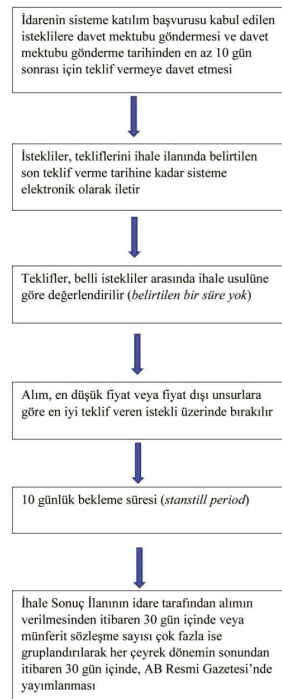 İdarenin sisteme katılım başvurusu kabul edilen
isteklilere davet mektubu göndermesi ve davet
mektubu gönderme tarihinden en az 10 gün
sonrası için teklif vermeye davet etmesi
İstekliler, tekliflerini ihale ilanında belirtilen
son teklif verme tarihine kadar sisteme
elektronik olarak iletir
Teklifler, belli istekliler arasında ihale usulüne
göre değerlendirilir (belirtilen bir süre yok)
Alım, en düşük fiyat veya fiyat dışı unsurlara
göre en iyi teklif veren istekli üzerinde bırakılır
10 günlük bekleme süresi (stanstill period)
İhale Sonuç İlanının idare tarafından alımın
verilmesinden itibaren 30 gün içinde veya
münferit sözleşme sayısı çok fazla ise
gruplandırılarak her çeyrek dönemin sonundan
itibaren 30 gün içinde, AB Resmi Gazetesi’nde
yayımlanması